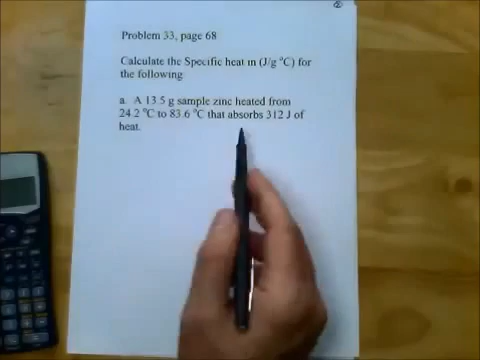 Problem 33, page 68
Calculate the Specific heat in (J/g °C) for
the following
a. A 13.5 g sample zinc heated from
24.2 °C to 83.6 °C that absorbs 312 J of
heat.